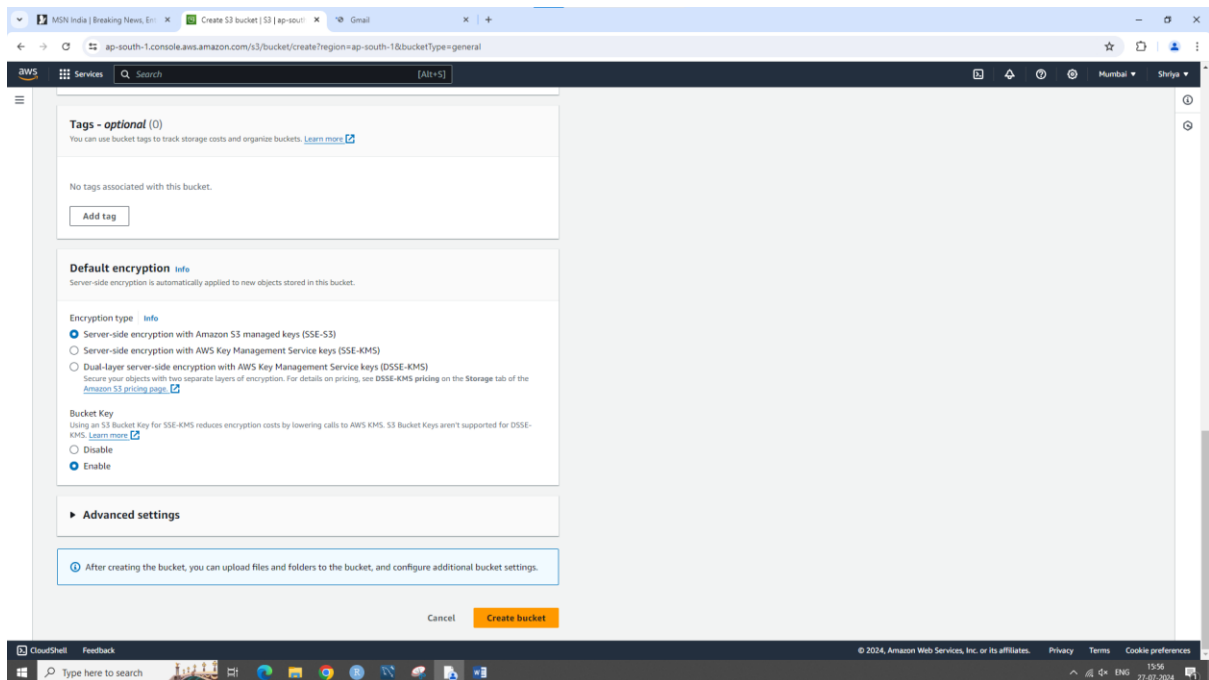 MSN India | Breaking News, Ent
Create S3 bucket | S3 | ap-south
Gmail
ap-south-1.console.aws.amazon.com/s3/bucket/create?region=ap-south-1&bucketType=general
aws
Services
Search
[Alt+S]
Mumbai
Shriya
Tags - optional (0)
You can use bucket tags to track storage costs and organize buckets. Learn more
No tags associated with this bucket.
Add tag
Default encryption Info
Server-side encryption is automatically applied to new objects stored in this bucket.
Encryption type Info
Server-side encryption with Amazon S3 managed keys (SSE-S3)
Server-side encryption with AWS Key Management Service keys (SSE-KMS)
Dual-layer server-side encryption with AWS Key Management Service keys (DSSE-KMS)
Secure your objects with two separate layers of encryption. For details on pricing, see DSSE-KMS pricing on the Storage tab of the
Amazon S3 pricing page.
Bucket Key
Using an S3 Bucket Key for SSE-KMS reduces encryption costs by lowering calls to AWS KMS. S3 Bucket Keys aren't supported for DSSE-
KMS. Learn more
Disable
Enable
Advanced settings
After creating the bucket, you can upload files and folders to the bucket, and configure additional bucket settings.
Cancel
Create bucket
CloudShell Feedback
© 2024, Amazon Web Services, Inc. or its affiliates. Privacy Terms Cookie preferences
Type here to search
ENG
15:56
27-07-2024